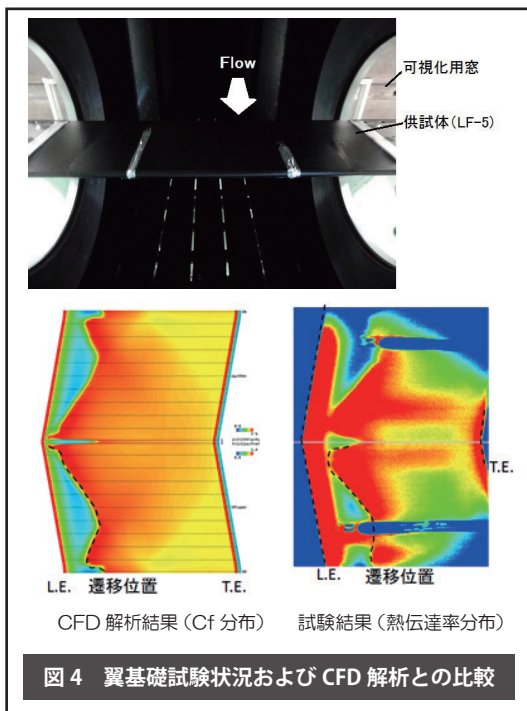 Flow
可視化用窓
供試体(LF-5)
L.E. 遷移位置 T.E.
T.E.
L.E. 遷移位置
CFD 解析結果(Cf 分布) 試験結果(熱伝達率分布)
図 4 翼基礎試験状況および CFD 解析との比較